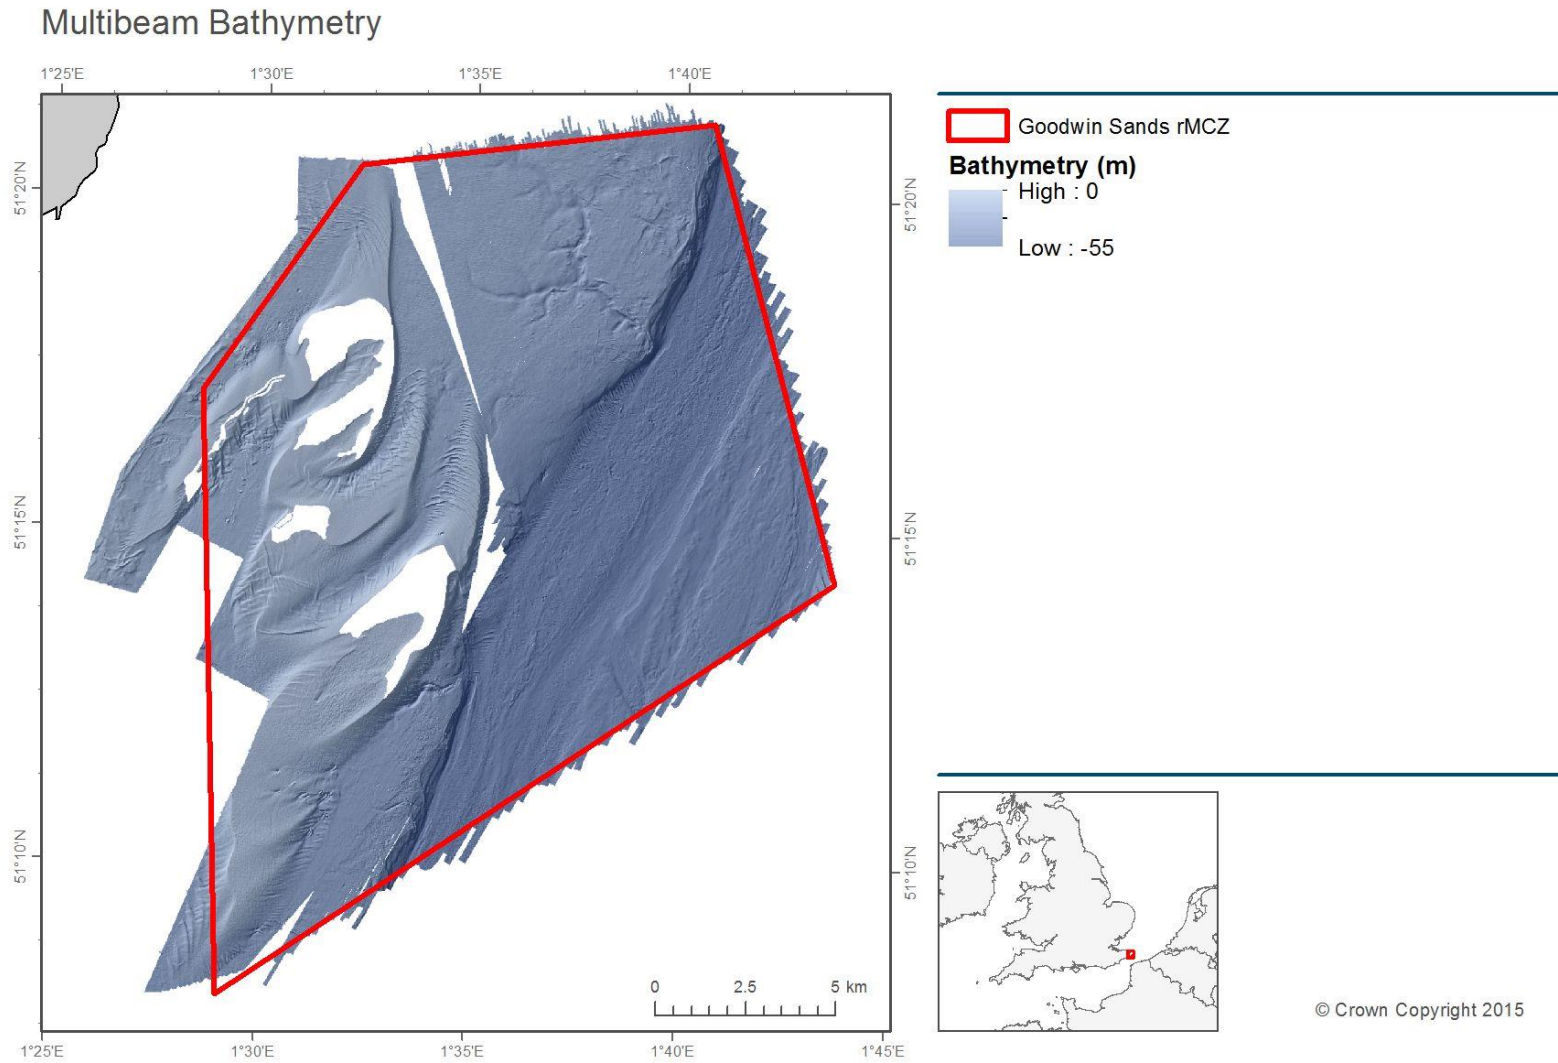 Multibeam Bathymetry
1°25'E 1°30'E 1°35'E 1°40'E
51°20'N
51°15'N
51°10'N
51°20'N
51°15'N
51°10'N
0 2.5 5 km
1°25'E 1°30'E 1°35'E 1°40'E 1°45'E
Goodwin Sands rMCZ
Bathymetry (m)
High : 0
Low : -55
© Crown Copyright 2015